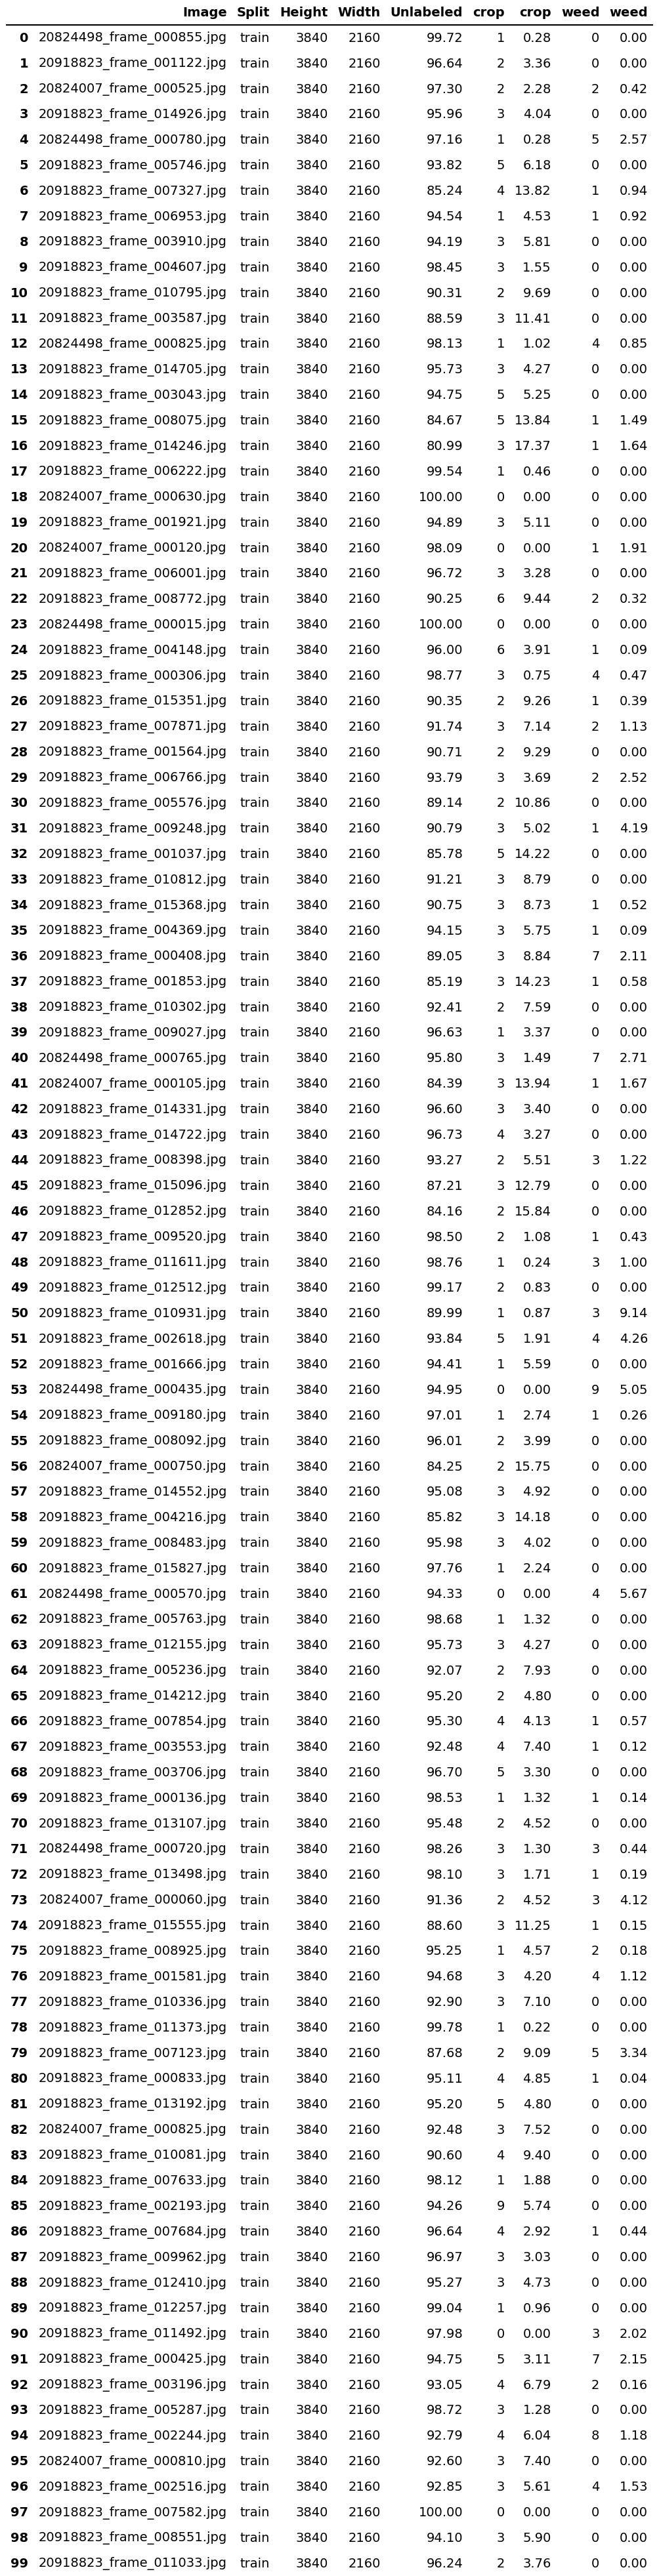 Image Split Height Width Unlabeled crop crop weed weed
0 20824498_frame_000855.jpg train 3840 2160 99.72 1 0.28 0 0.00
1 20918823_frame_001122.jpg train 3840 2160 96.64 2 3.36 0 0.00
2 20824007_frame_000525.jpg train 3840 2160 97.30 2 2.28 2 0.42
3 20918823_frame_014926.jpg train 3840 2160 95.96 3 4.04 0 0.00
4 20824498_frame_000780.jpg train 3840 2160 97.16 1 0.28 5 2.57
5 20918823_frame_005746.jpg train 3840 2160 93.82 5 6.18 0 0.00
6 20918823_frame_007327.jpg train 3840 2160 85.24 4 13.82 1 0.94
7 20918823_frame_006953.jpg train 3840 2160 94.54 1 4.53 1 0.92
8 20918823_frame_003910.jpg train 3840 2160 94.19 3 5.81 0 0.00
9 20918823_frame_004607.jpg train 3840 2160 98.45 3 1.55 0 0.00
10 20918823_frame_010795.jpg train 3840 2160 90.31 2 9.69 0 0.00
11 20918823_frame_003587.jpg train 3840 2160 88.59 3 11.41 0 0.00
12 20824498_frame_000825.jpg train 3840 2160 98.13 1 1.02 4 0.85
13 20918823_frame_014705.jpg train 3840 2160 95.73 3 4.27 0 0.00
14 20918823_frame_003043.jpg train 3840 2160 94.75 5 5.25 0 0.00
15 20918823_frame_008075.jpg train 3840 2160 84.67 5 13.84 1 1.49
16 20918823_frame_014246.jpg train 3840 2160 80.99 3 17.37 1 1.64
17 20918823_frame_006222.jpg train 3840 2160 99.54 1 0.46 0 0.00
18 20824007_frame_000630.jpg train 3840 2160 100.00 0 0.00 0 0.00
19 20918823_frame_001921.jpg train 3840 2160 94.89 3 5.11 0 0.00
20 20824007_frame_000120.jpg train 3840 2160 98.09 0 0.00 1 1.91
21 20918823_frame_006001.jpg train 3840 2160 96.72 3 3.28 0 0.00
22 20918823_frame_008772.jpg train 3840 2160 90.25 6 9.44 2 0.32
23 20824498_frame_000015.jpg train 3840 2160 100.00 0 0.00 0 0.00
24 20918823_frame_004148.jpg train 3840 2160 96.00 6 3.91 1 0.09
25 20918823_frame_000306.jpg train 3840 2160 98.77 3 0.75 4 0.47
26 20918823_frame_015351.jpg train 3840 2160 90.35 2 9.26 1 0.39
27 20918823_frame_007871.jpg train 3840 2160 91.74 3 7.14 2 1.13
28 20918823_frame_001564.jpg train 3840 2160 90.71 2 9.29 0 0.00
29 20918823_frame_006766.jpg train 3840 2160 93.79 3 3.69 2 2.52
30 20918823_frame_005576.jpg train 3840 2160 89.14 2 10.86 0 0.00
31 20918823_frame_009248.jpg train 3840 2160 90.79 3 5.02 1 4.19
32 20918823_frame_001037.jpg train 3840 2160 85.78 5 14.22 0 0.00
33 20918823_frame_010812.jpg train 3840 2160 91.21 3 8.79 0 0.00
34 20918823_frame_015368.jpg train 3840 2160 90.75 3 8.73 1 0.52
35 20918823_frame_004369.jpg train 3840 2160 94.15 3 5.75 1 0.09
36 20918823_frame_000408.jpg train 3840 2160 89.05 3 8.84 7 2.11
37 20918823_frame_001853.jpg train 3840 2160 85.19 3 14.23 1 0.58
38 20918823_frame_010302.jpg train 3840 2160 92.41 2 7.59 0 0.00
39 20918823_frame_009027.jpg train 3840 2160 96.63 1 3.37 0 0.00
40 20824498_frame_000765.jpg train 3840 2160 95.80 3 1.49 7 2.71
41 20824007_frame_000105.jpg train 3840 2160 84.39 3 13.94 1 1.67
42 20918823_frame_014331.jpg train 3840 2160 96.60 3 3.40 0 0.00
43 20918823_frame_014722.jpg train 3840 2160 96.73 4 3.27 0 0.00
44 20918823_frame_008398.jpg train 3840 2160 93.27 2 5.51 3 1.22
45 20918823_frame_015096.jpg train 3840 2160 87.21 3 12.79 0 0.00
46 20918823_frame_012852.jpg train 3840 2160 84.16 2 15.84 0 0.00
47 20918823_frame_009520.jpg train 3840 2160 98.50 2 1.08 1 0.43
48 20918823_frame_011611.jpg train 3840 2160 98.76 1 0.24 3 1.00
49 20918823_frame_012512.jpg train 3840 2160 99.17 2 0.83 0 0.00
50 20918823_frame_010931.jpg train 3840 2160 89.99 1 0.87 3 9.14
51 20918823_frame_002618.jpg train 3840 2160 93.84 5 1.91 4 4.26
52 20918823_frame_001666.jpg train 3840 2160 94.41 1 5.59 0 0.00
53 20824498_frame_000435.jpg train 3840 2160 94.95 0 0.00 9 5.05
54 20918823_frame_009180.jpg train 3840 2160 97.01 1 2.74 1 0.26
55 20918823_frame_008092.jpg train 3840 2160 96.01 2 3.99 0 0.00
56 20824007_frame_000750.jpg train 3840 2160 84.25 2 15.75 0 0.00
57 20918823_frame_014552.jpg train 3840 2160 95.08 3 4.92 0 0.00
58 20918823_frame_004216.jpg train 3840 2160 85.82 3 14.18 0 0.00
59 20918823_frame_008483.jpg train 3840 2160 95.98 3 4.02 0 0.00
60 20918823_frame_015827.jpg train 3840 2160 97.76 1 2.24 0 0.00
61 20824498_frame_000570.jpg train 3840 2160 94.33 0 0.00 4 5.67
62 20918823_frame_005763.jpg train 3840 2160 98.68 1 1.32 0 0.00
63 20918823_frame_012155.jpg train 3840 2160 95.73 3 4.27 0 0.00
64 20918823_frame_005236.jpg train 3840 2160 92.07 2 7.93 0 0.00
65 20918823_frame_014212.jpg train 3840 2160 95.20 2 4.80 0 0.00
66 20918823_frame_007854.jpg train 3840 2160 95.30 4 4.13 1 0.57
67 20918823_frame_003553.jpg train 3840 2160 92.48 4 7.40 1 0.12
68 20918823_frame_003706.jpg train 3840 2160 96.70 5 3.30 0 0.00
69 20918823_frame_000136.jpg train 3840 2160 98.53 1 1.32 1 0.14
70 20918823_frame_013107.jpg train 3840 2160 95.48 2 4.52 0 0.00
71 20824498_frame_000720.jpg train 3840 2160 98.26 3 1.30 3 0.44
72 20918823_frame_013498.jpg train 3840 2160 98.10 3 1.71 1 0.19
73 20824007_frame_000060.jpg train 3840 2160 91.36 2 4.52 3 4.12
74 20918823_frame_015555.jpg train 3840 2160 88.60 3 11.25 1 0.15
75 20918823_frame_008925.jpg train 3840 2160 95.25 1 4.57 2 0.18
76 20918823_frame_001581.jpg train 3840 2160 94.68 3 4.20 4 1.12
77 20918823_frame_010336.jpg train 3840 2160 92.90 3 7.10 0 0.00
78 20918823_frame_011373.jpg train 3840 2160 99.78 1 0.22 0 0.00
79 20918823_frame_007123.jpg train 3840 2160 87.68 2 9.09 5 3.34
80 20918823_frame_000833.jpg train 3840 2160 95.11 4 4.85 1 0.04
81 20918823_frame_013192.jpg train 3840 2160 95.20 5 4.80 0 0.00
82 20824007_frame_000825.jpg train 3840 2160 92.48 3 7.52 0 0.00
83 20918823_frame_010081.jpg train 3840 2160 90.60 4 9.40 0 0.00
84 20918823_frame_007633.jpg train 3840 2160 98.12 1 1.88 0 0.00
85 20918823_frame_002193.jpg train 3840 2160 94.26 9 5.74 0 0.00
86 20918823_frame_007684.jpg train 3840 2160 96.64 4 2.92 1 0.44
87 20918823_frame_009962.jpg train 3840 2160 96.97 3 3.03 0 0.00
88 20918823_frame_012410.jpg train 3840 2160 95.27 3 4.73 0 0.00
89 20918823_frame_012257.jpg train 3840 2160 99.04 1 0.96 0 0.00
90 20918823_frame_011492.jpg train 3840 2160 97.98 0 0.00 3 2.02
91 20918823_frame_000425.jpg train 3840 2160 94.75 5 3.11 7 2.15
92 20918823_frame_003196.jpg train 3840 2160 93.05 4 6.79 2 0.16
93 20918823_frame_005287.jpg train 3840 2160 98.72 3 1.28 0 0.00
94 20918823_frame_002244.jpg train 3840 2160 92.79 4 6.04 8 1.18
95 20824007_frame_000810.jpg train 3840 2160 92.60 3 7.40 0 0.00
96 20918823_frame_002516.jpg train 3840 2160 92.85 3 5.61 4 1.53
97 20918823_frame_007582.jpg train 3840 2160 100.00 0 0.00 0 0.00
98 20918823_frame_008551.jpg train 3840 2160 94.10 3 5.90 0 0.00
99 20918823_frame_011033.jpg train 3840 2160 96.24 2 3.76 0 0.00